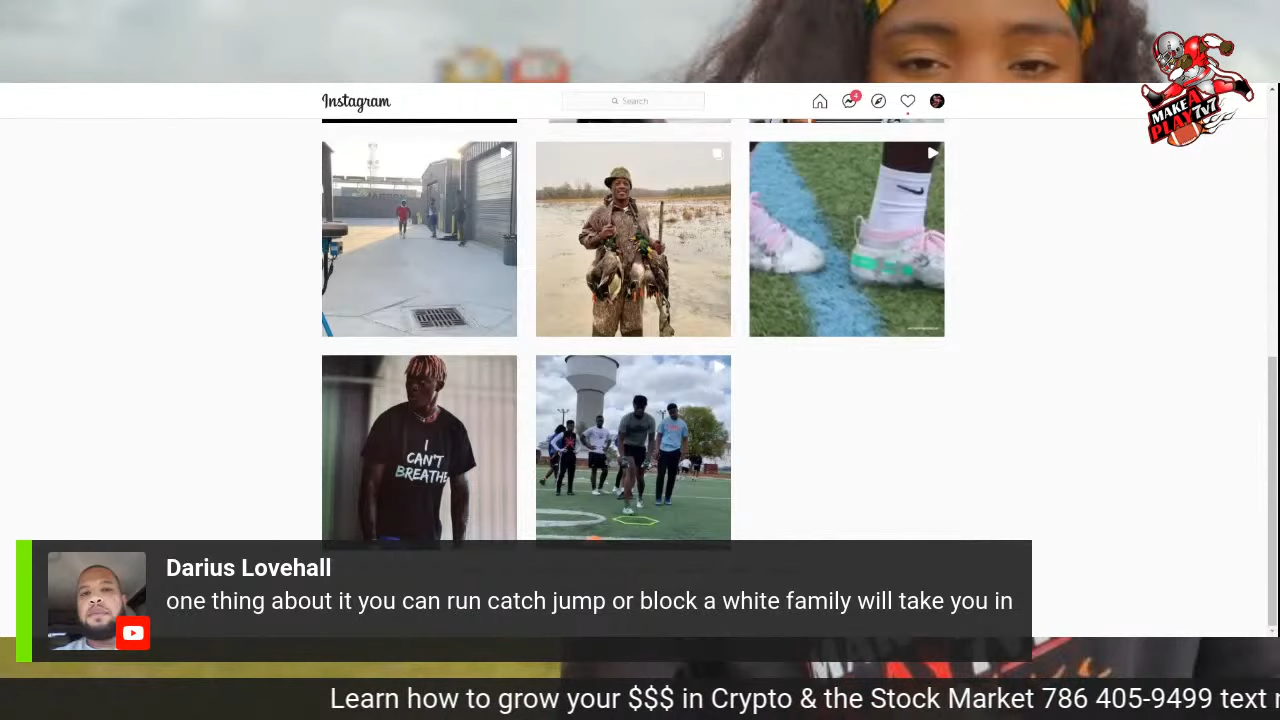 Instagram
Search
4
MAKE A
PLAY 7v7
I
CAN'T
BREATHE
Darius Lovehall
one thing about it you can run catch jump or block a white family will take you in
Learn how to grow your $$$ in Crypto & the Stock Market 786 405-9499 text